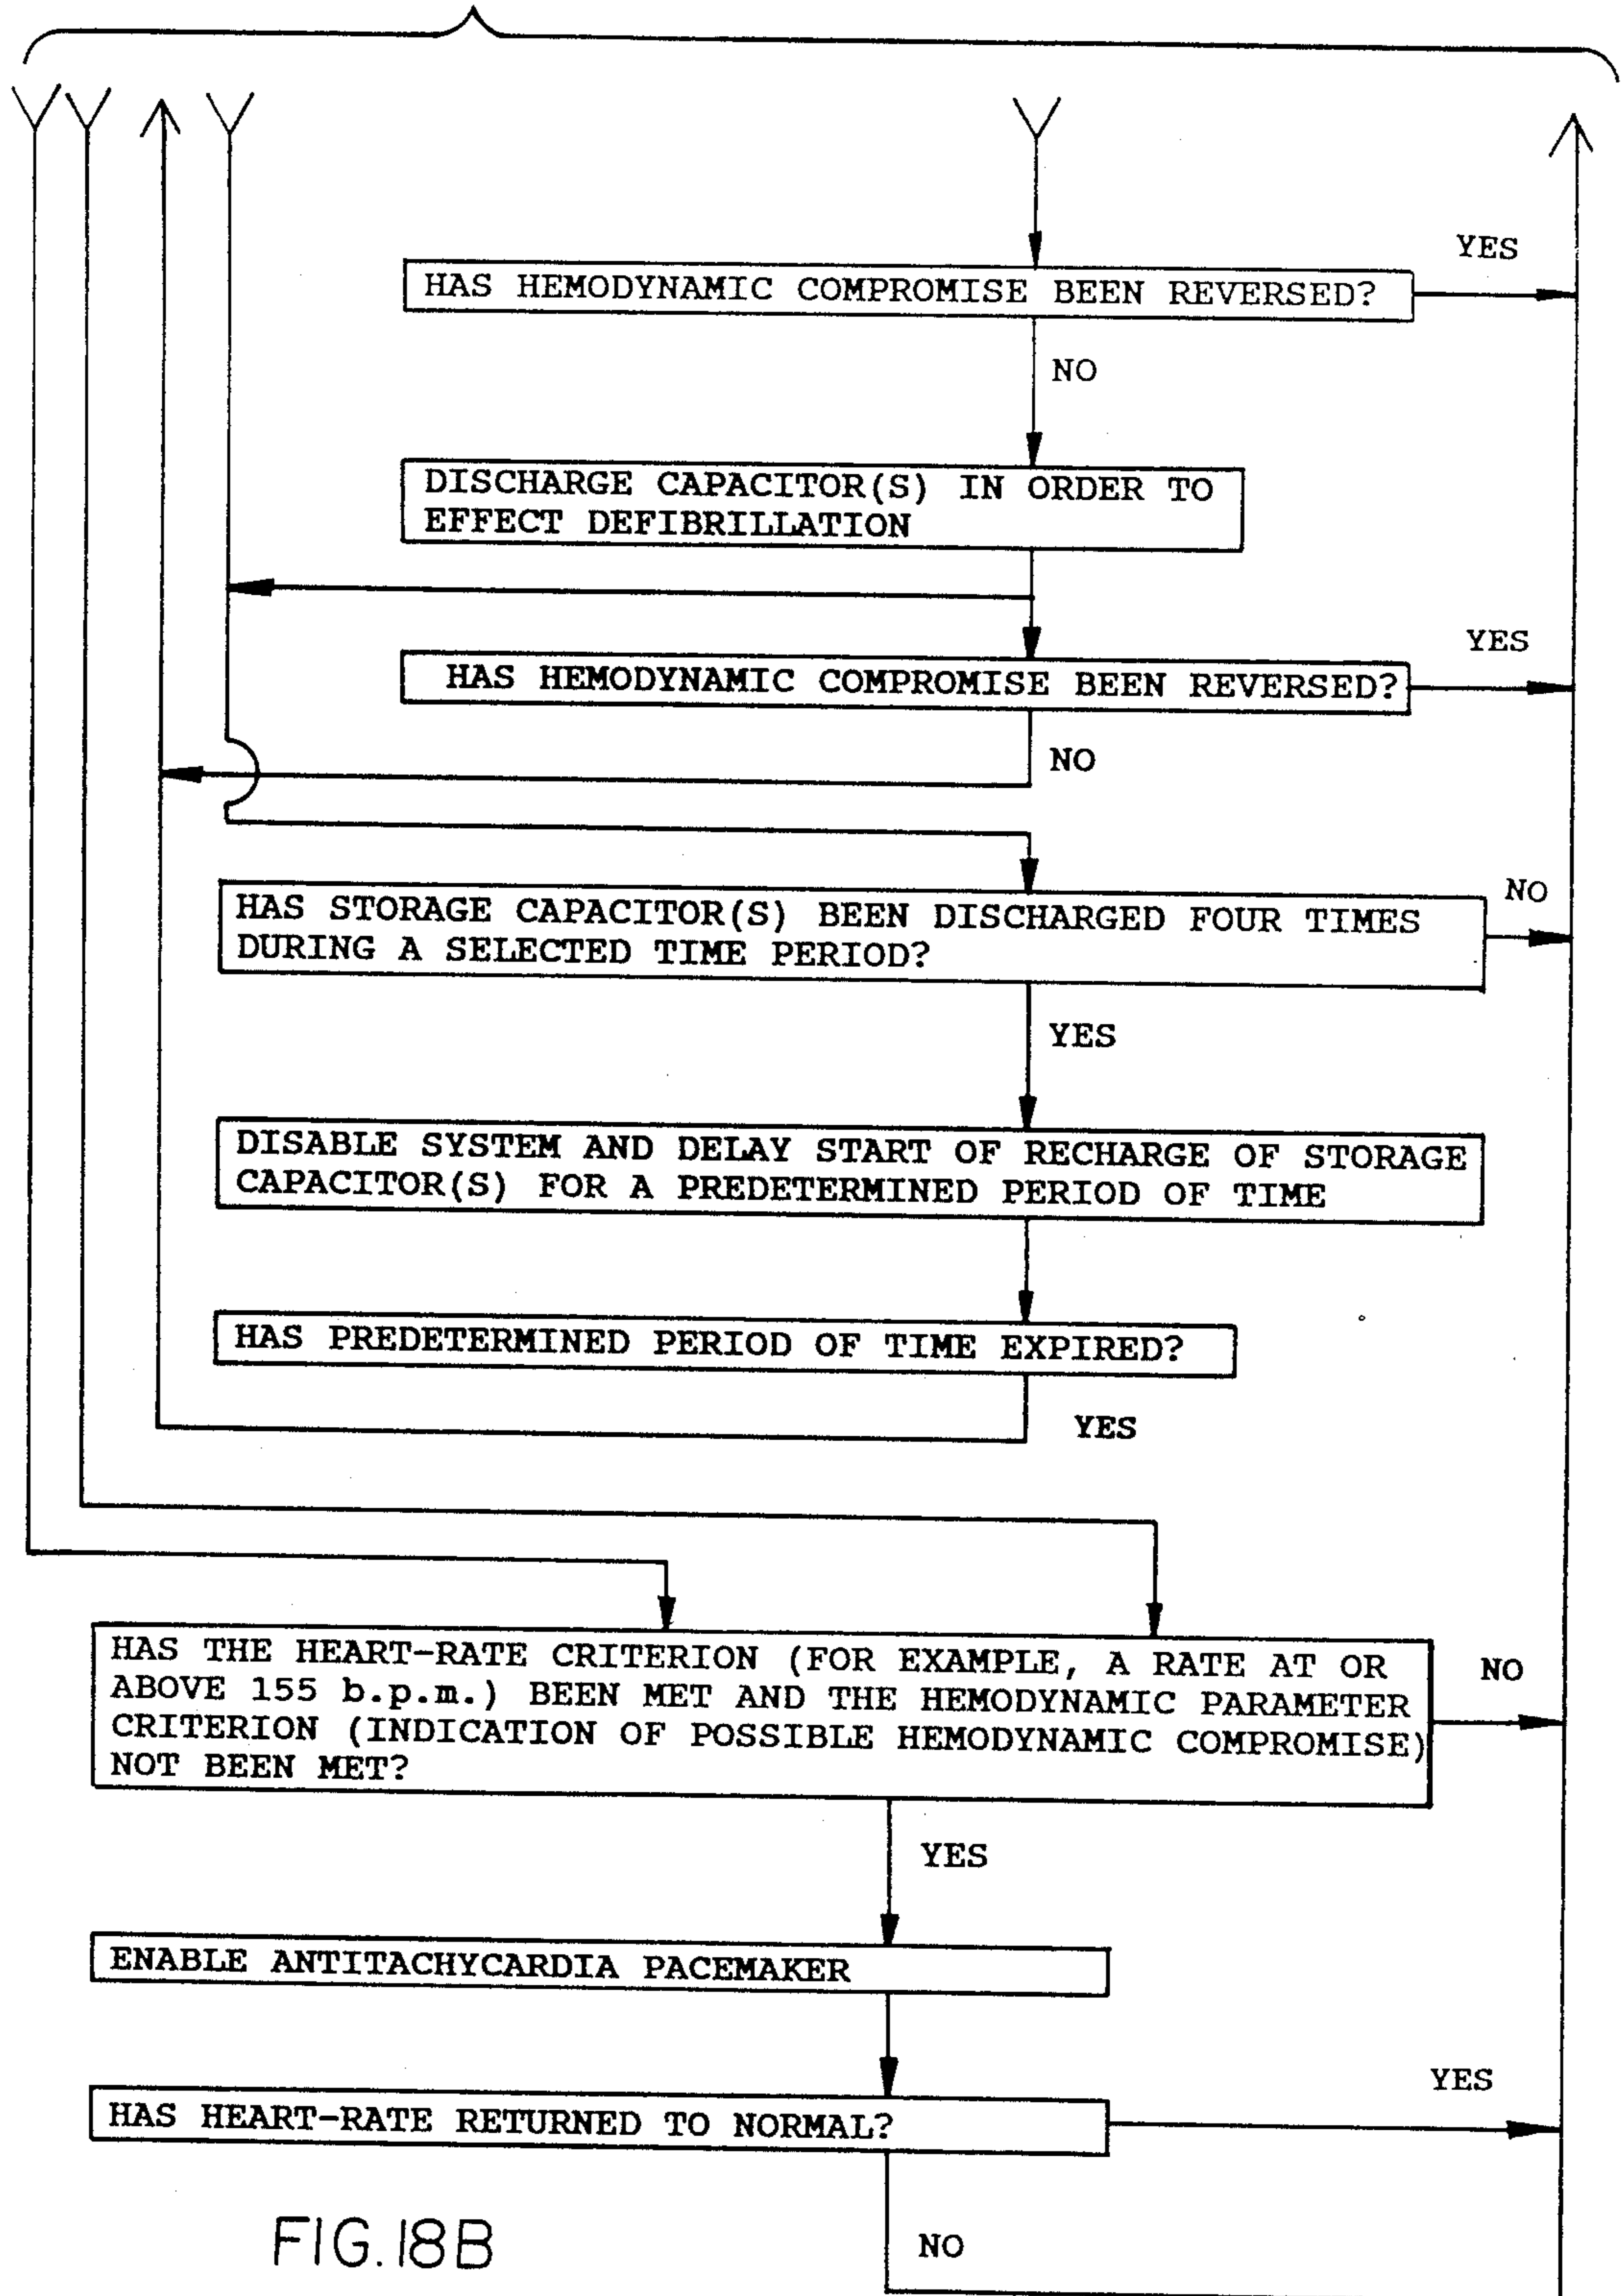 YES
HAS HEMODYNAMIC COMPROMISE BEEN REVERSED?
NO
DISCHARGE CAPACITOR(S) IN ORDER TO
EFFECT DEFIBRILLATION
YES
HAS HEMODYNAMIC COMPROMISE BEEN REVERSED?
NO
NO
HAS STORAGE CAPACITOR(S) BEEN DISCHARGED FOUR TIMES
DURING A SELECTED TIME PERIOD?
YES
DISABLE SYSTEM AND DELAY START OF RECHARGE OF STORAGE
CAPACITOR(S) FOR A PREDETERMINED PERIOD OF TIME
HAS PREDETERMINED PERIOD OF TIME EXPIRED?
YES
HAS THE HEART-RATE CRITERION (FOR EXAMPLE, A RATE AT OR
ABOVE 155 b.p.m.) BEEN MET AND THE HEMODYNAMIC PARAMETER
CRITERION (INDICATION OF POSSIBLE HEMODYNAMIC COMPROMISE)
NOT BEEN MET?
NO
YES
ENABLE ANTITACHYCARDIA PACEMAKER
YES
HAS HEART-RATE RETURNED TO NORMAL?
NO
FIG.18B